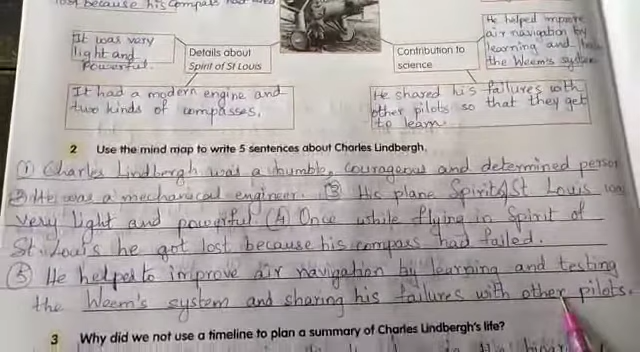 lost because his compass had failed
He helped improve
air navigation by
learning and
the Weem's system
It was very
light and
Powerful.
Details about
Spirit of St Louis
Contribution to
science
It had a modern engine and
two kinds of compasses.
He shared his failures with
other pilots so that they get
to learn.
2 Use the mind map to write 5 sentences about Charles Lindbergh.
① Charles Lindbergh was a humble, courageous and determined person
② He was a mechanical engineer. ③ His plane Spirit of St Louis was
very light and powerful. ④ Once while flying in Spirit of
St. Louis he got lost because his compass had failed.
⑤ He helped to improve air navigation by learning and testing
the Weem's system and sharing his failures with other pilots.
3 Why did we not use a timeline to plan a summary of Charles Lindbergh's life?